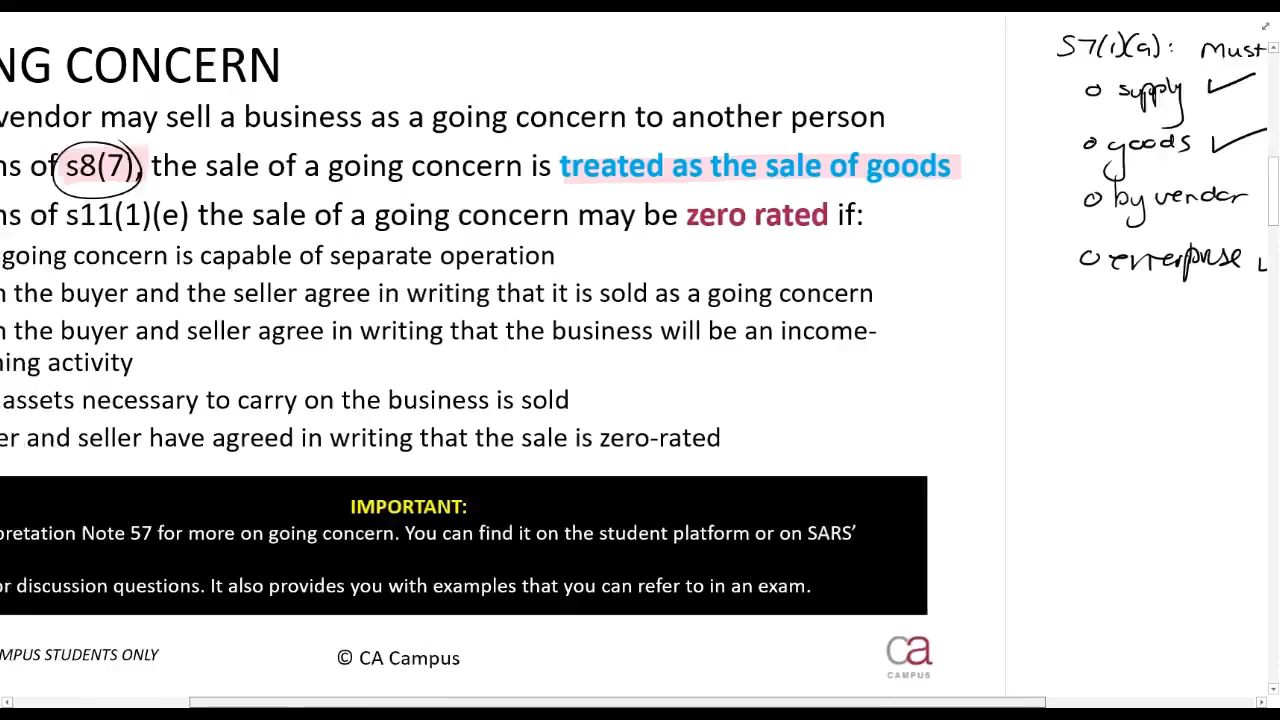 NG CONCERN
vendor may sell a business as a going concern to another person
ns of s8(7), the sale of a going concern is treated as the sale of goods
ns of s11(1)(e) the sale of a going concern may be zero rated if:
going concern is capable of separate operation
h the buyer and the seller agree in writing that it is sold as a going concern
h the buyer and seller agree in writing that the business will be an income-
ning activity
assets necessary to carry on the business is sold
er and seller have agreed in writing that the sale is zero-rated
IMPORTANT:
pretation Note 57 for more on going concern. You can find it on the student platform or on SARS’
or discussion questions. It also provides you with examples that you can refer to in an exam.
MPUS STUDENTS ONLY
© CA Campus
ca
CAMPUS
S7(1)(a): Must
o supply ✓
o goods ✓
o by vendor
o enterprise